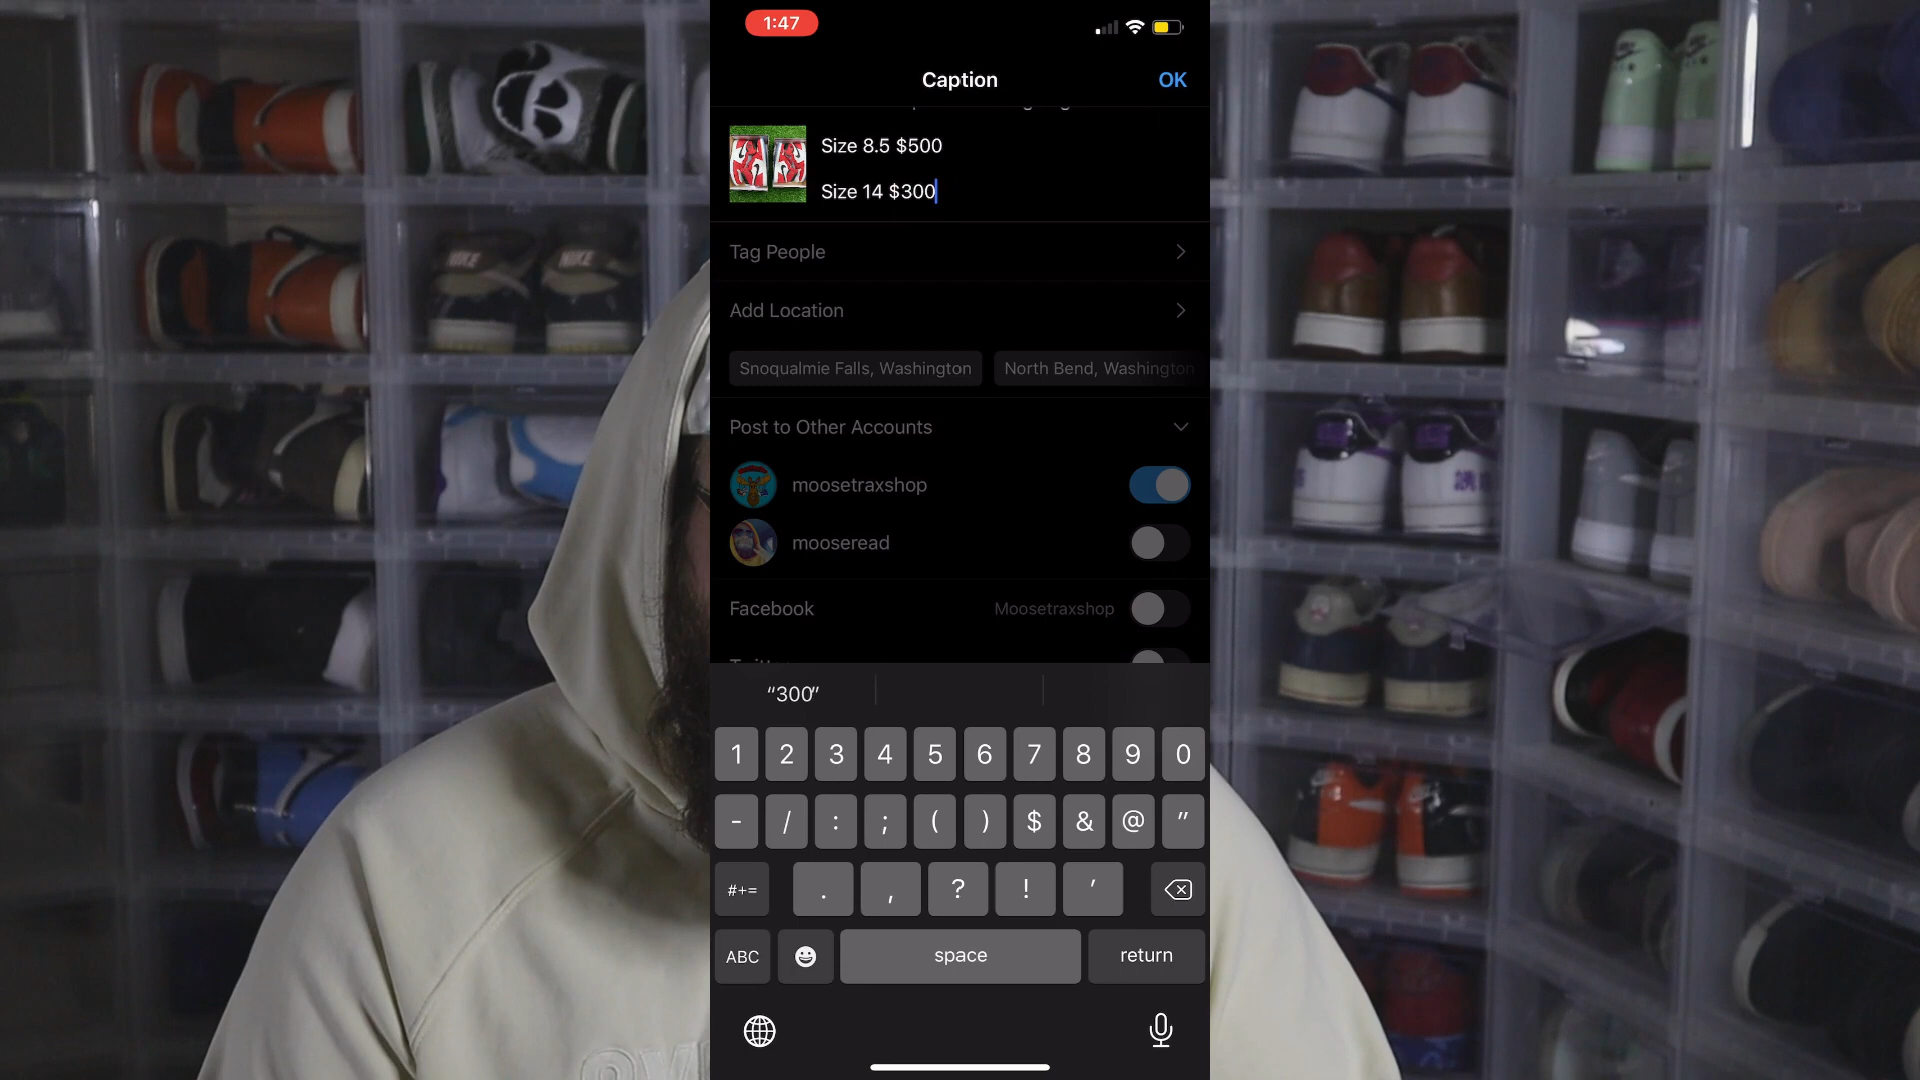 1:47
Caption
OK
Size 8.5 $500
Size 14 $300
Tag People
Add Location
Snoqualmie Falls, Washington
North Bend, Washington
Post to Other Accounts
moosetraxshop
mooseread
Facebook
Moosetraxshop
“300”
1 2 3 4 5 6 7 8 9 0
- / : ; ( ) $ & @ "
#+= . , ? ! '
ABC space return
NIKE NIKE